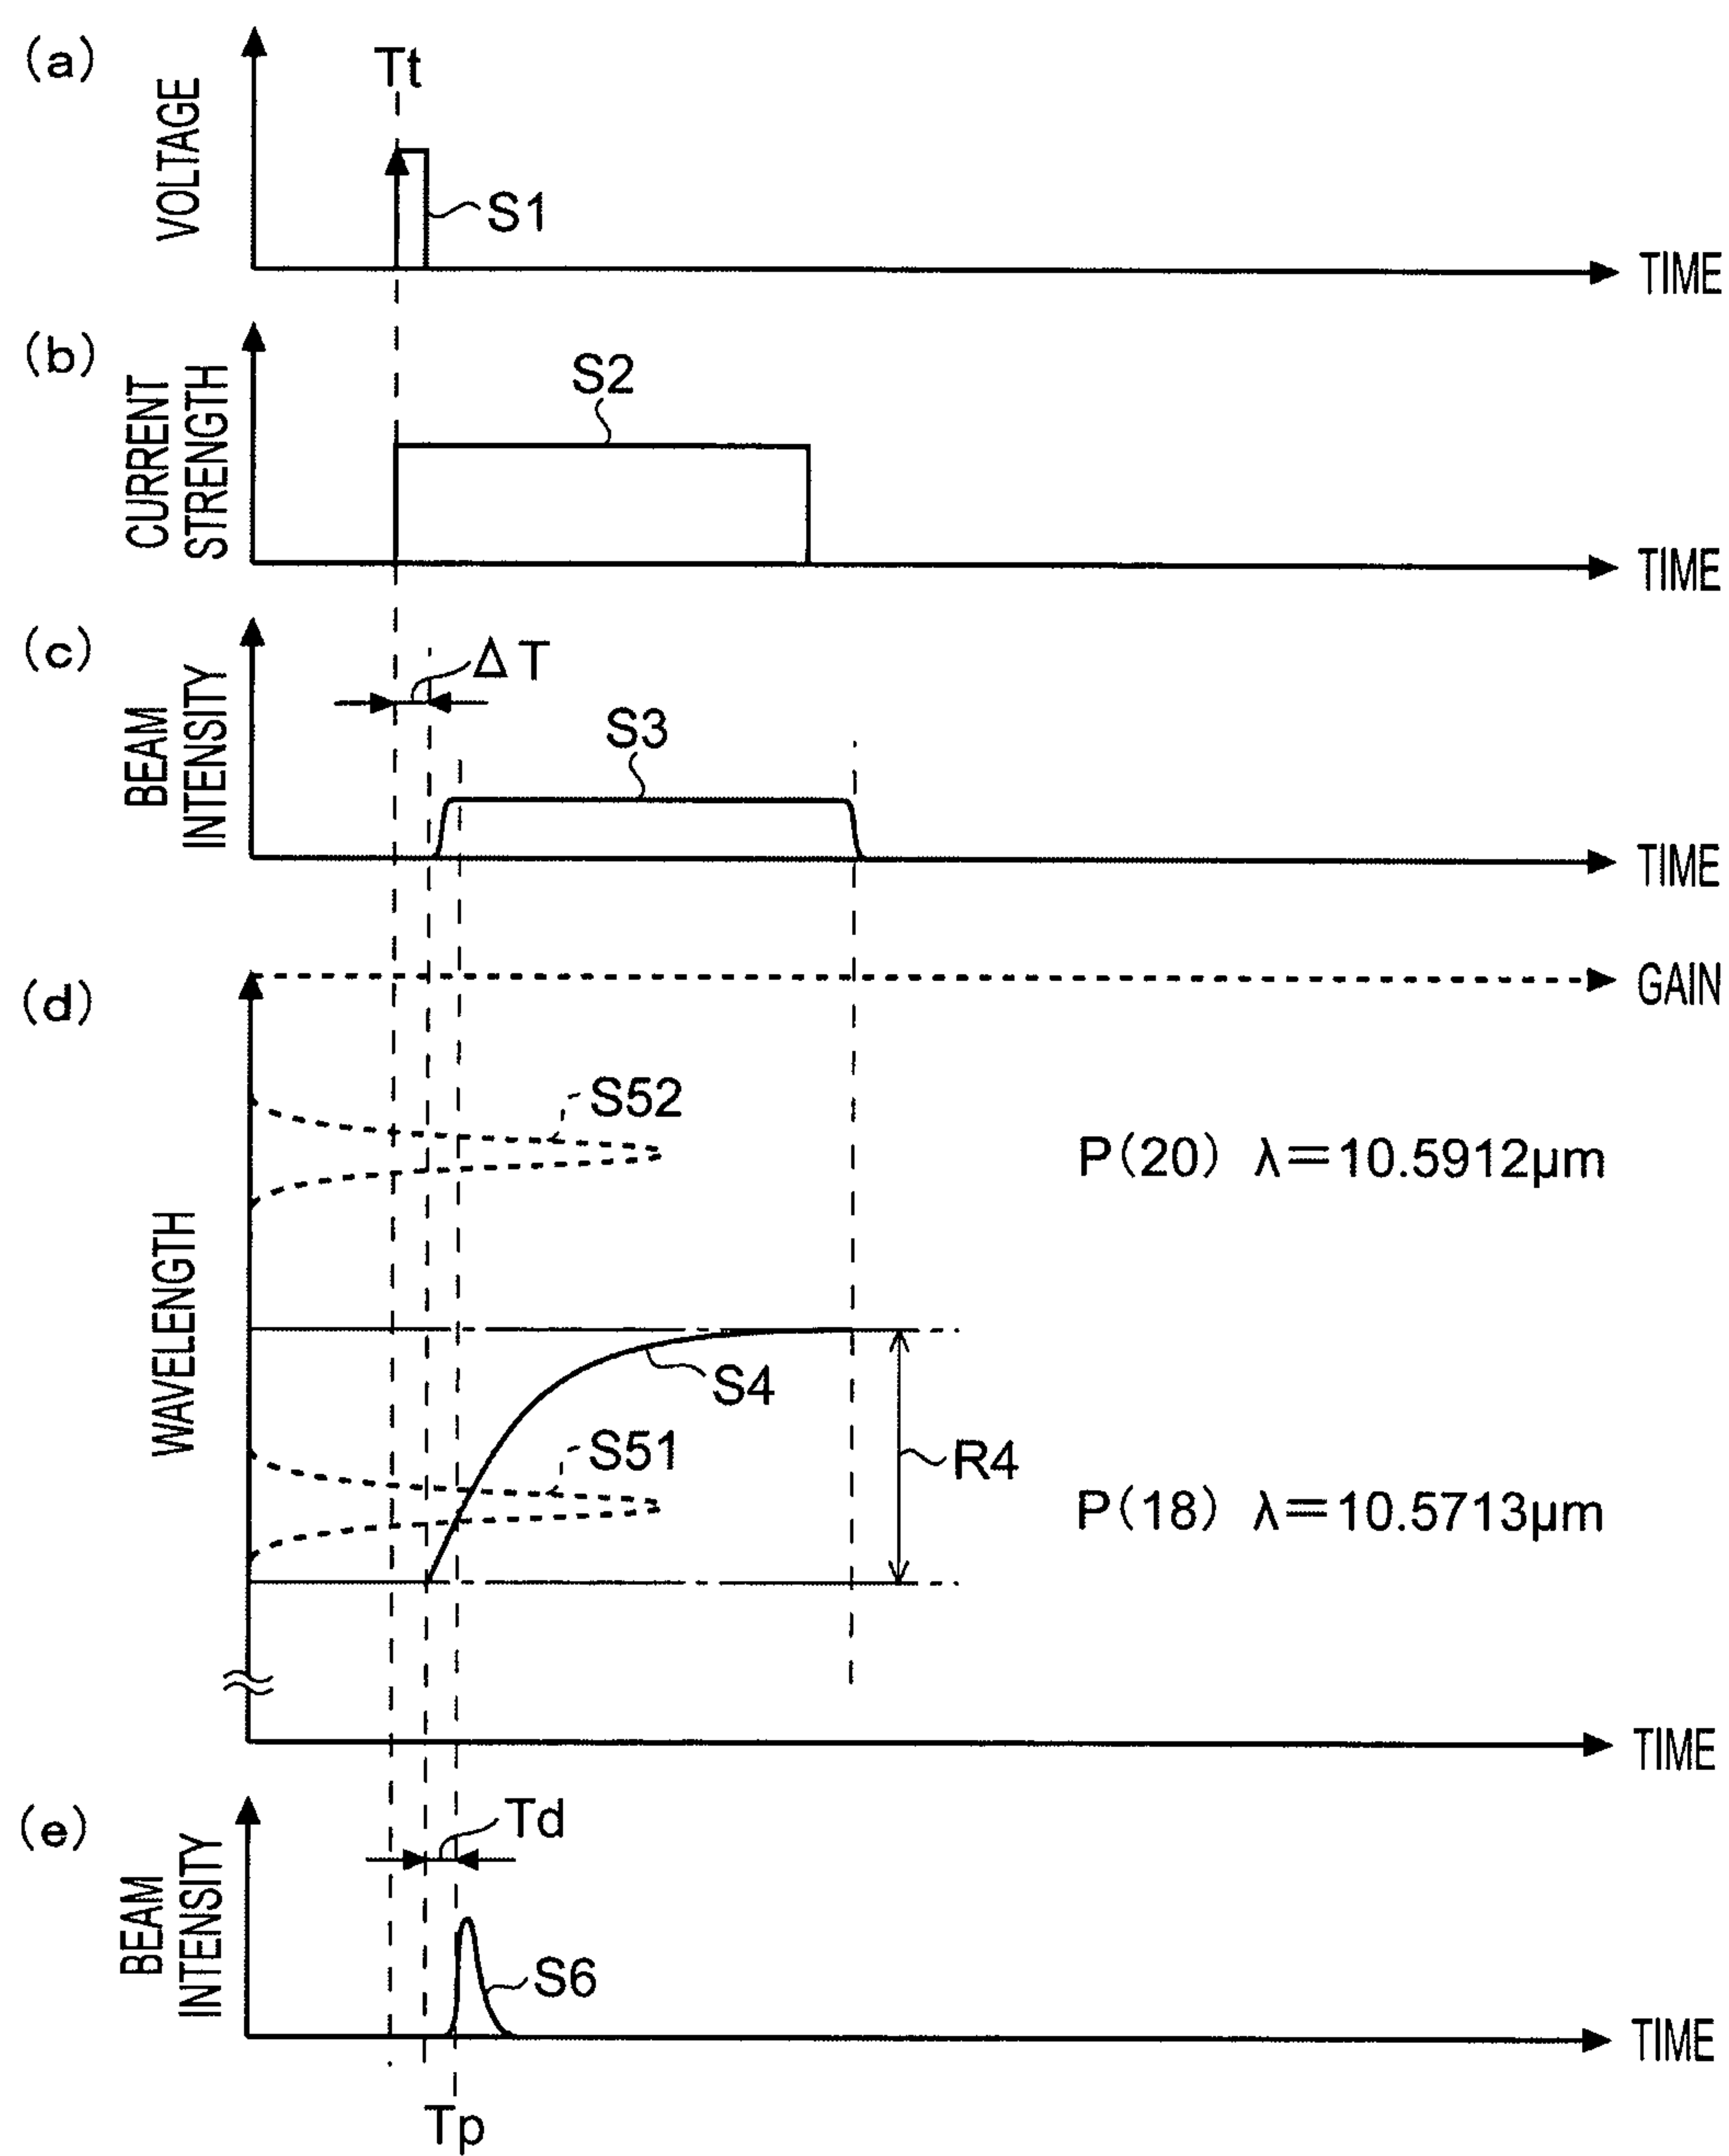 (a)
Tt
VOLTAGE
S1
TIME
(b)
CURRENT
STRENGTH
S2
TIME
(c)
BEAM
INTENSITY
ΔT
S3
TIME
(d)
GAIN
WAVELENGTH
S52
P(20) λ=10.5912μm
S4
S51
R4
P(18) λ=10.5713μm
TIME
(e)
BEAM
INTENSITY
Td
S6
TIME
Tp